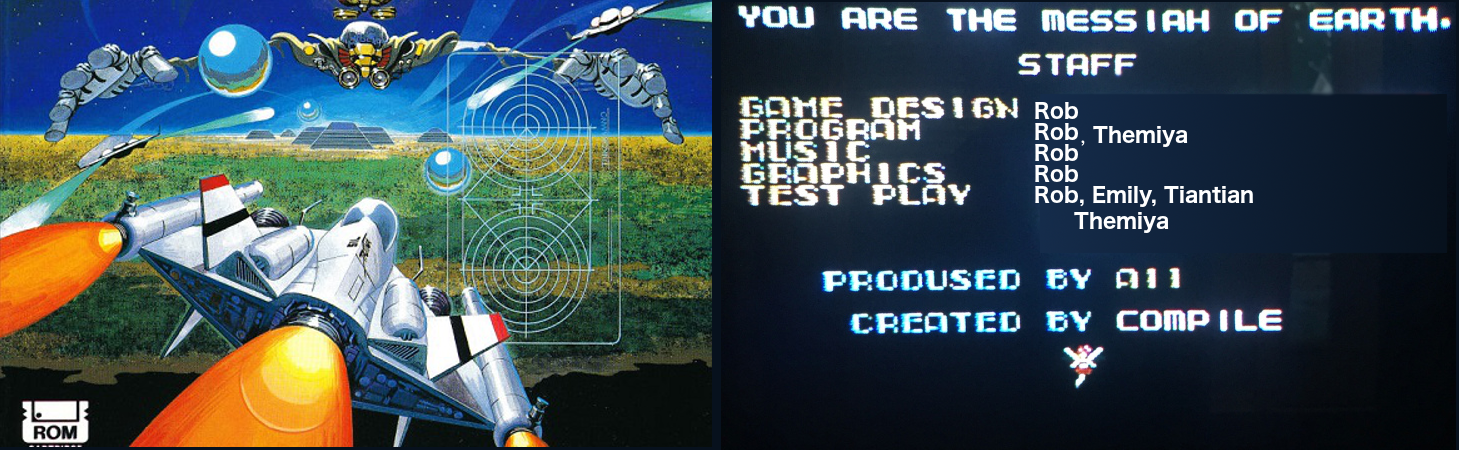 YOU ARE THE MESSIAH OF EARTH.
STAFF
GAME DESIGN Rob
PROGRAM Rob, Themiya
MUSIC Rob
GRAPHICS Rob
TEST PLAY Rob, Emily, Tiantian
Themiya
PRODUSED BY All
CREATED BY COMPILE
ROM